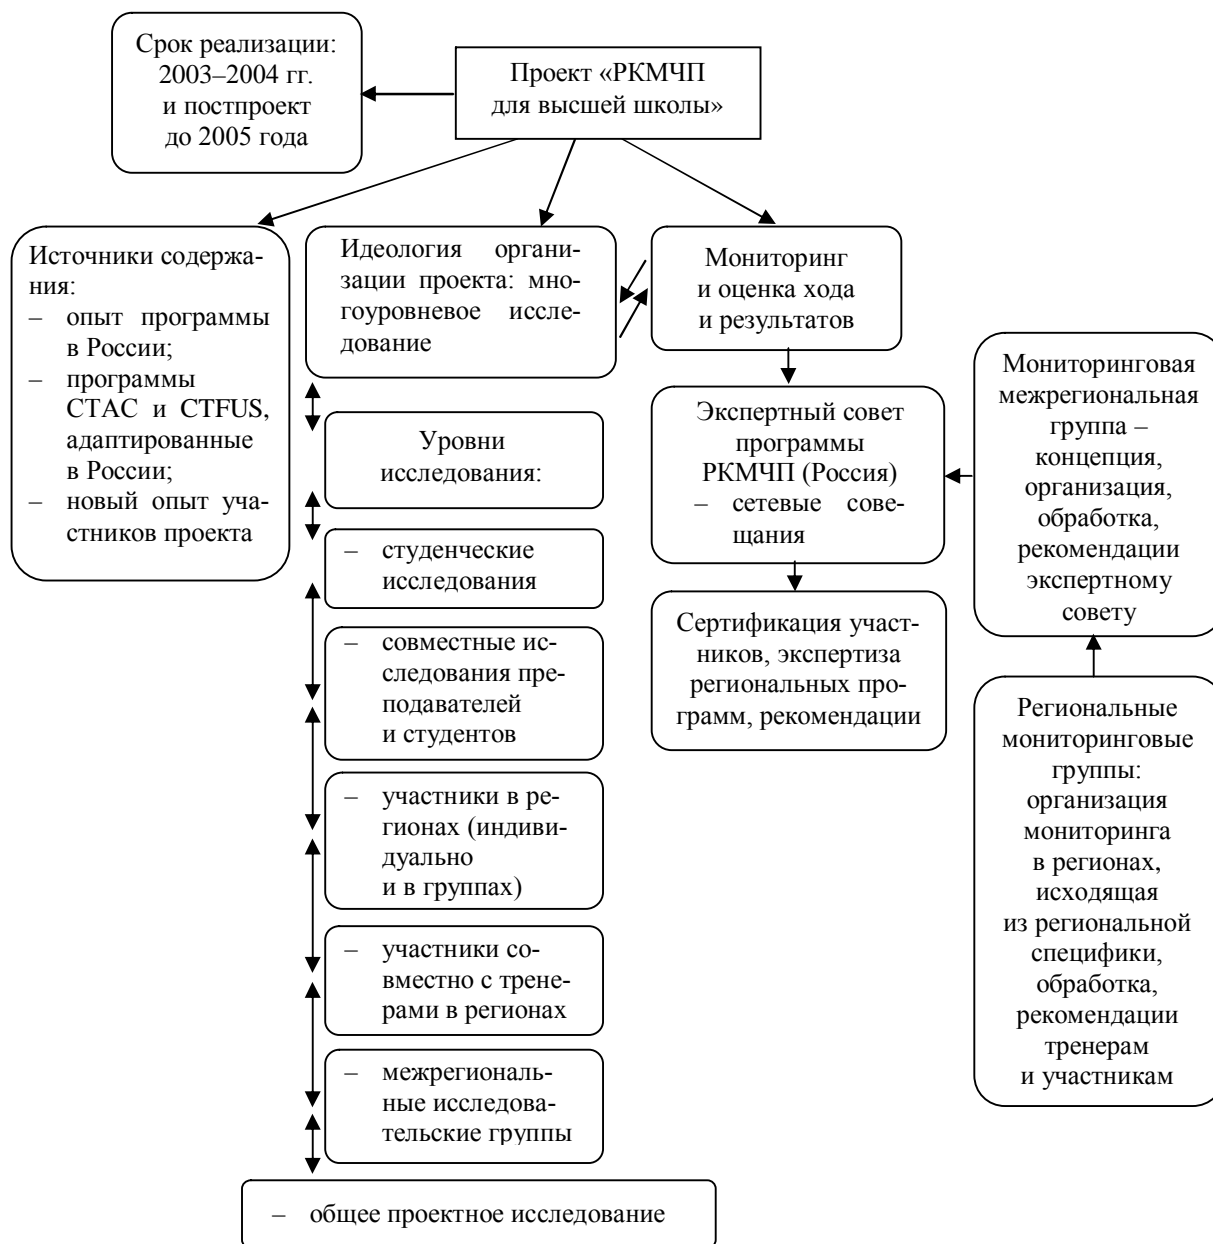 Срок реализации:
2003–2004 гг.
и постпроект
до 2005 года
Проект «РКМЧП
для высшей школы»
Источники содержа-
ния:
– опыт программы
в России;
– программы
СТАС и CTFUS,
адаптированные
в России;
– новый опыт уча-
стников проекта
Идеология органи-
зации проекта: мно-
гоуровневое иссле-
дование
Мониторинг
и оценка хода
и результатов
Уровни
исследования:
– студенческие
исследования
– совместные ис-
следования пре-
подавателей
и студентов
– участники в ре-
гионах (индиви-
дуально
и в группах)
– участники со-
вместно с трене-
рами в регионах
– межрегиональ-
ные исследова-
тельские группы
– общее проектное исследование
Экспертный совет
программы
РКМЧП (Россия)
– сетевые сове-
щания
Сертификация участ-
ников, экспертиза
региональных про-
грамм, рекомендации
Мониторинговая
межрегиональная
группа –
концепция,
организация,
обработка,
рекомендации
экспертному
совету
Региональные
мониторинговые
группы:
организация
мониторинга
в регионах,
исходящая
из региональной
специфики,
обработка,
рекомендации
тренерам
и участникам